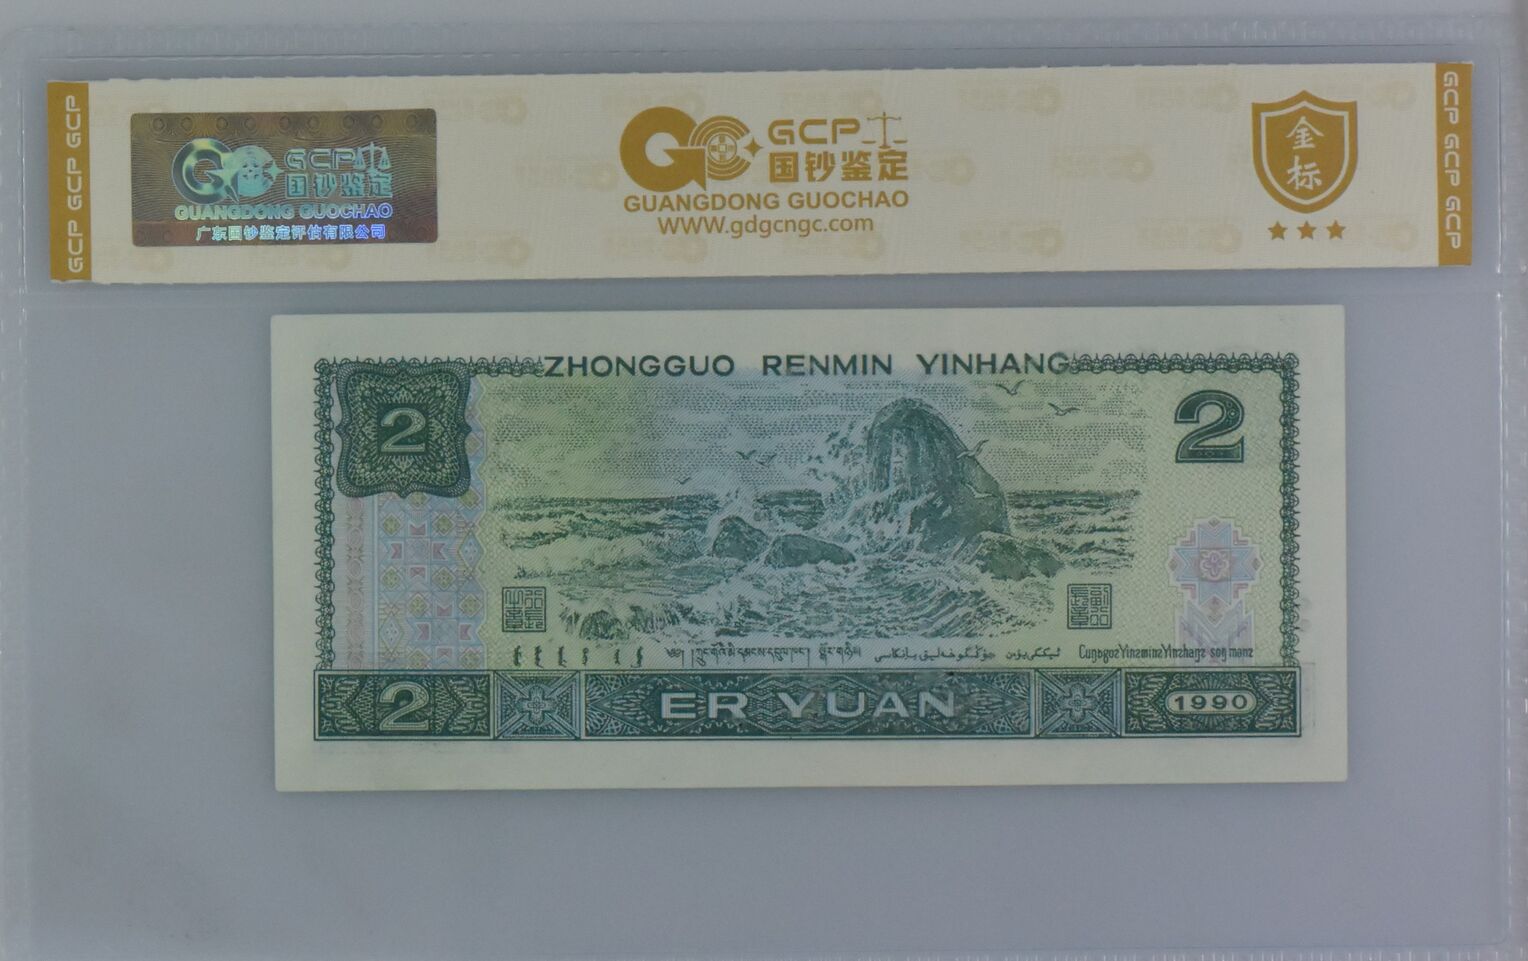 GCP GCP GCP
GCP
国钞鉴定
GUANGDONG GUOCHAO
广东国钞鉴定评估有限公司
GCP
国钞鉴定
GUANGDONG GUOCHAO
WWW.gdgcngc.com
金标
GCP GCP GCP
ZHONGGUO RENMIN YINHANG
2
2
ER YUAN
2
1990